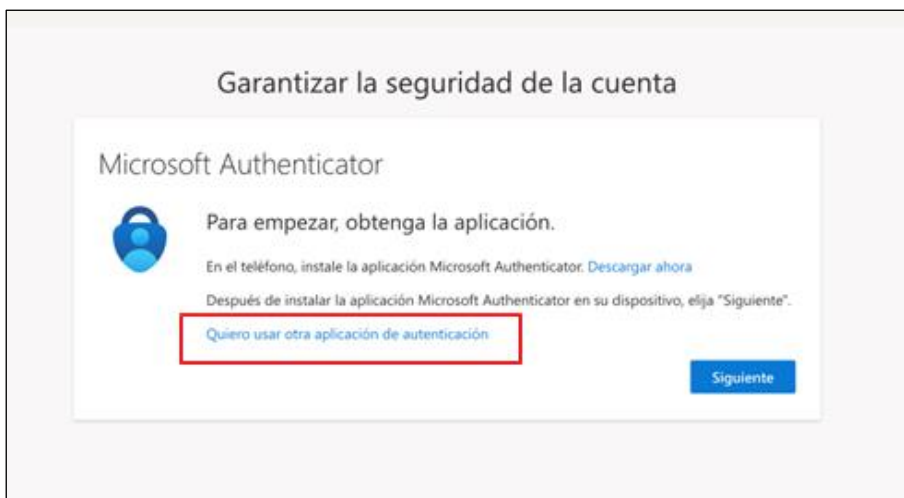 Garantizar la seguridad de la cuenta
Microsoft Authenticator
Para empezar, obtenga la aplicación.
En el teléfono, instale la aplicación Microsoft Authenticator. Descargar ahora
Después de instalar la aplicación Microsoft Authenticator en su dispositivo, elija "Siguiente".
Quiero usar otra aplicación de autenticación
Siguiente